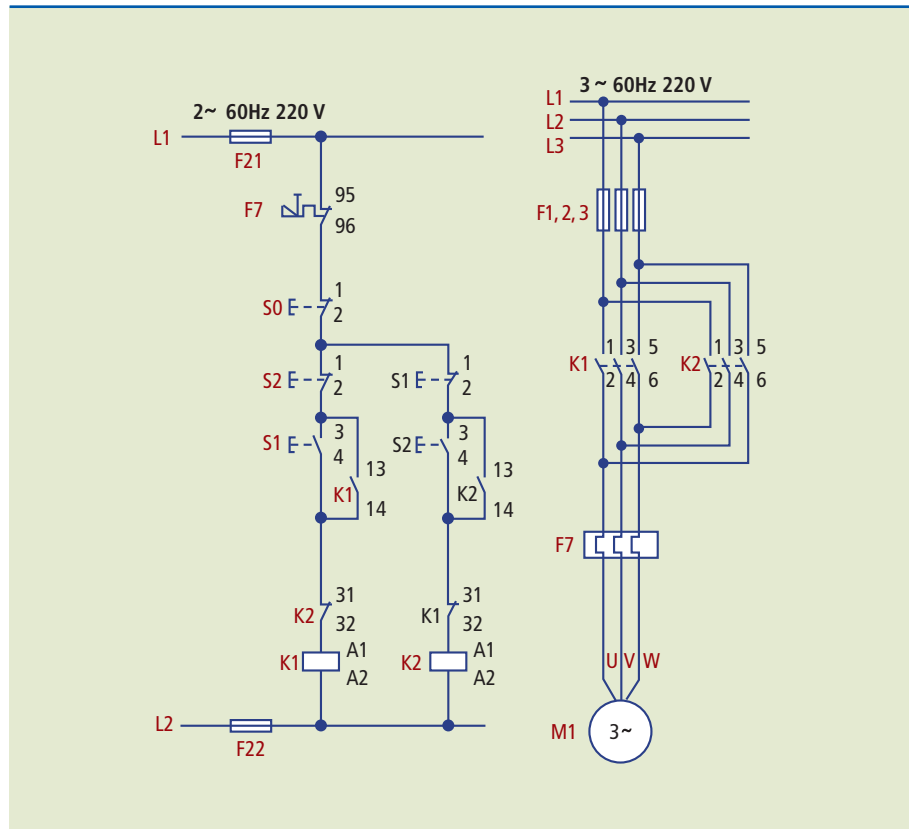 2~ 60Hz 220 V
L1
F21
F7
95
96
S0
1
2
S2
1
2
S1
1
2
S1
3
4
K1
13
14
S2
3
4
K2
13
14
K2
31
32
K1
31
32
K1
A1
A2
K2
A1
A2
L2
F22
3 ~ 60Hz 220 V
L1
L2
L3
F1, 2, 3
K1
1 3 5
2 4 6
K2
1 3 5
2 4 6
F7
U V W
M1
3~